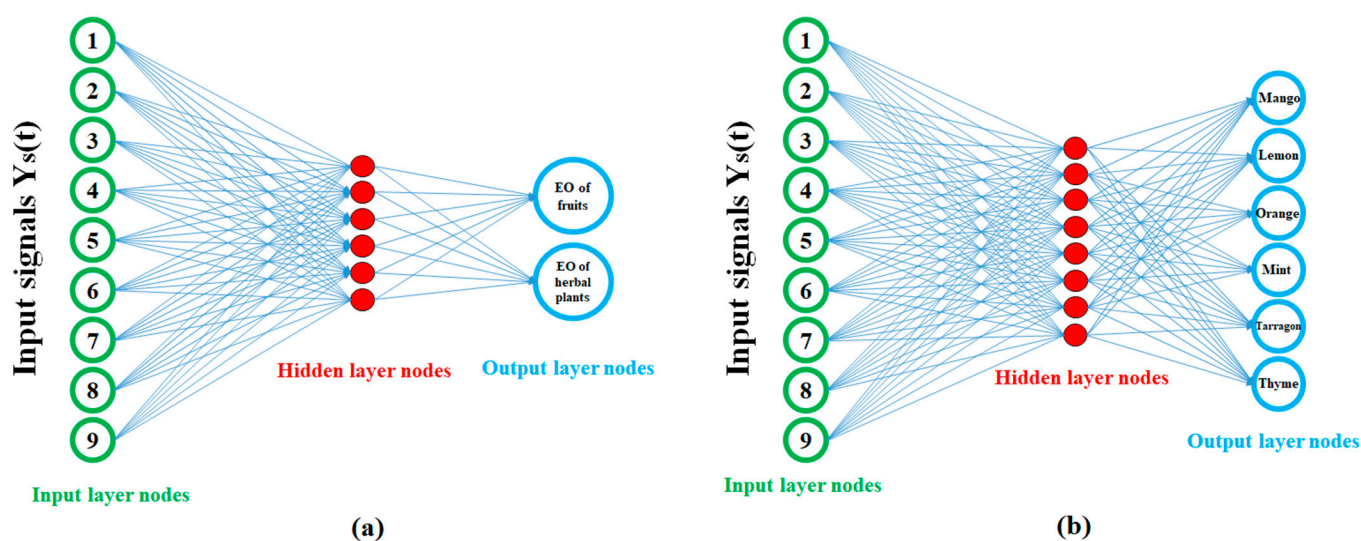 Input signals Ys(t)
1
2
3
4
5
6
7
8
9
EO of
fruits
EO of
herbal
plants
Hidden layer nodes
Output layer nodes
Input layer nodes
(a)
Input signals Ys(t)
1
2
3
4
5
6
7
8
9
Mango
Lemon
Orange
Mint
Tarragon
Thyme
Hidden layer nodes
Output layer nodes
Input layer nodes
(b)